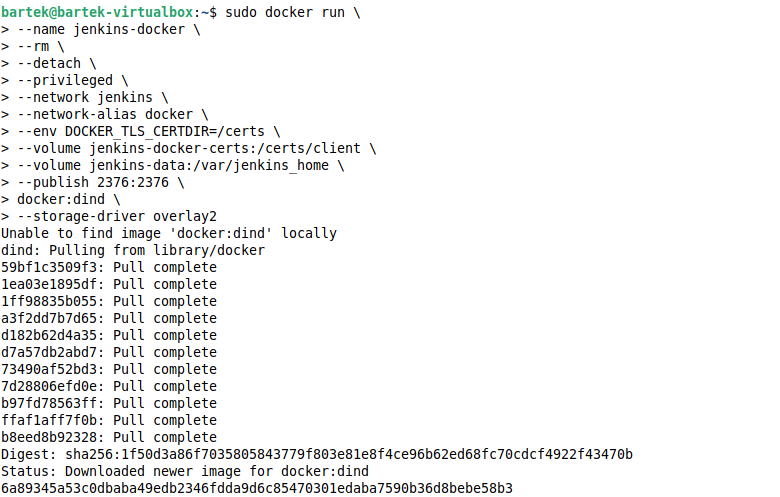 bartek@bartek-virtualbox:~$ sudo docker run \
> --name jenkins-docker \
> --rm \
> --detach \
> --privileged \
> --network jenkins \
> --network-alias docker \
> --env DOCKER_TLS_CERTDIR=/certs \
> --volume jenkins-docker-certs:/certs/client \
> --volume jenkins-data:/var/jenkins_home \
> --publish 2376:2376 \
> docker:dind \
> --storage-driver overlay2
Unable to find image 'docker:dind' locally
dind: Pulling from library/docker
59bf1c3509f3: Pull complete
1ea03e1895df: Pull complete
1ff98835b055: Pull complete
a3f2dd7b7d65: Pull complete
d182b62d4a35: Pull complete
d7a57db2abd7: Pull complete
73490af52bd3: Pull complete
7d28806efd0e: Pull complete
b97fd78563ff: Pull complete
ffaf1aff7f0b: Pull complete
b8eed8b92328: Pull complete
Digest: sha256:1f50d3a86f7035805843779f803e81e8f4ce96b62ed68fc70cdcf4922f43470b
Status: Downloaded newer image for docker:dind
6a89345a53c0dbaba49edb2346fdda9d6c85470301edaba7590b36d8bebe58b3